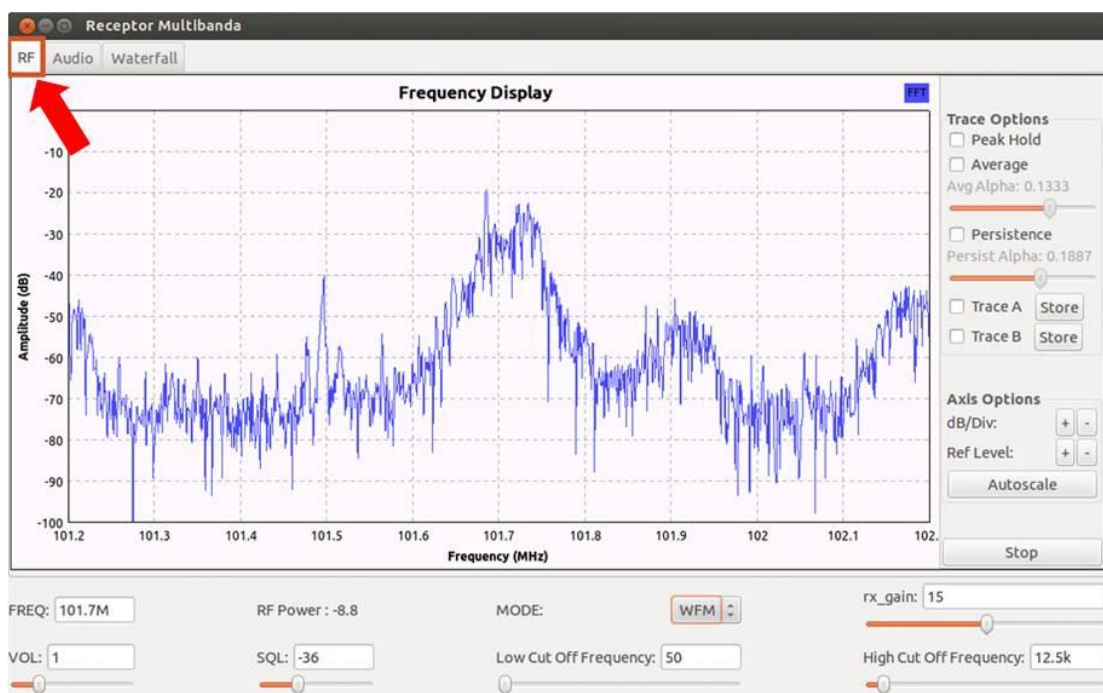 Receptor Multibanda
RF Audio Waterfall
Frequency Display
FFT
Amplitude (dB)
-10
-20
-30
-40
-50
-60
-70
-80
-90
-100
101.2 101.3 101.4 101.5 101.6 101.7 101.8 101.9 102 102.1 102.
Frequency (MHz)
Trace Options
Peak Hold
Average
Avg Alpha: 0.1333
Persistence
Persist Alpha: 0.1887
Trace A Store
Trace B Store
Axis Options
dB/Div: + -
Ref Level: + -
Autoscale
Stop
FREQ: 101.7M RF Power : -8.8 MODE: WFM rx_gain: 15
VOL: 1 SQL: -36 Low Cut Off Frequency: 50 High Cut Off Frequency: 12.5k